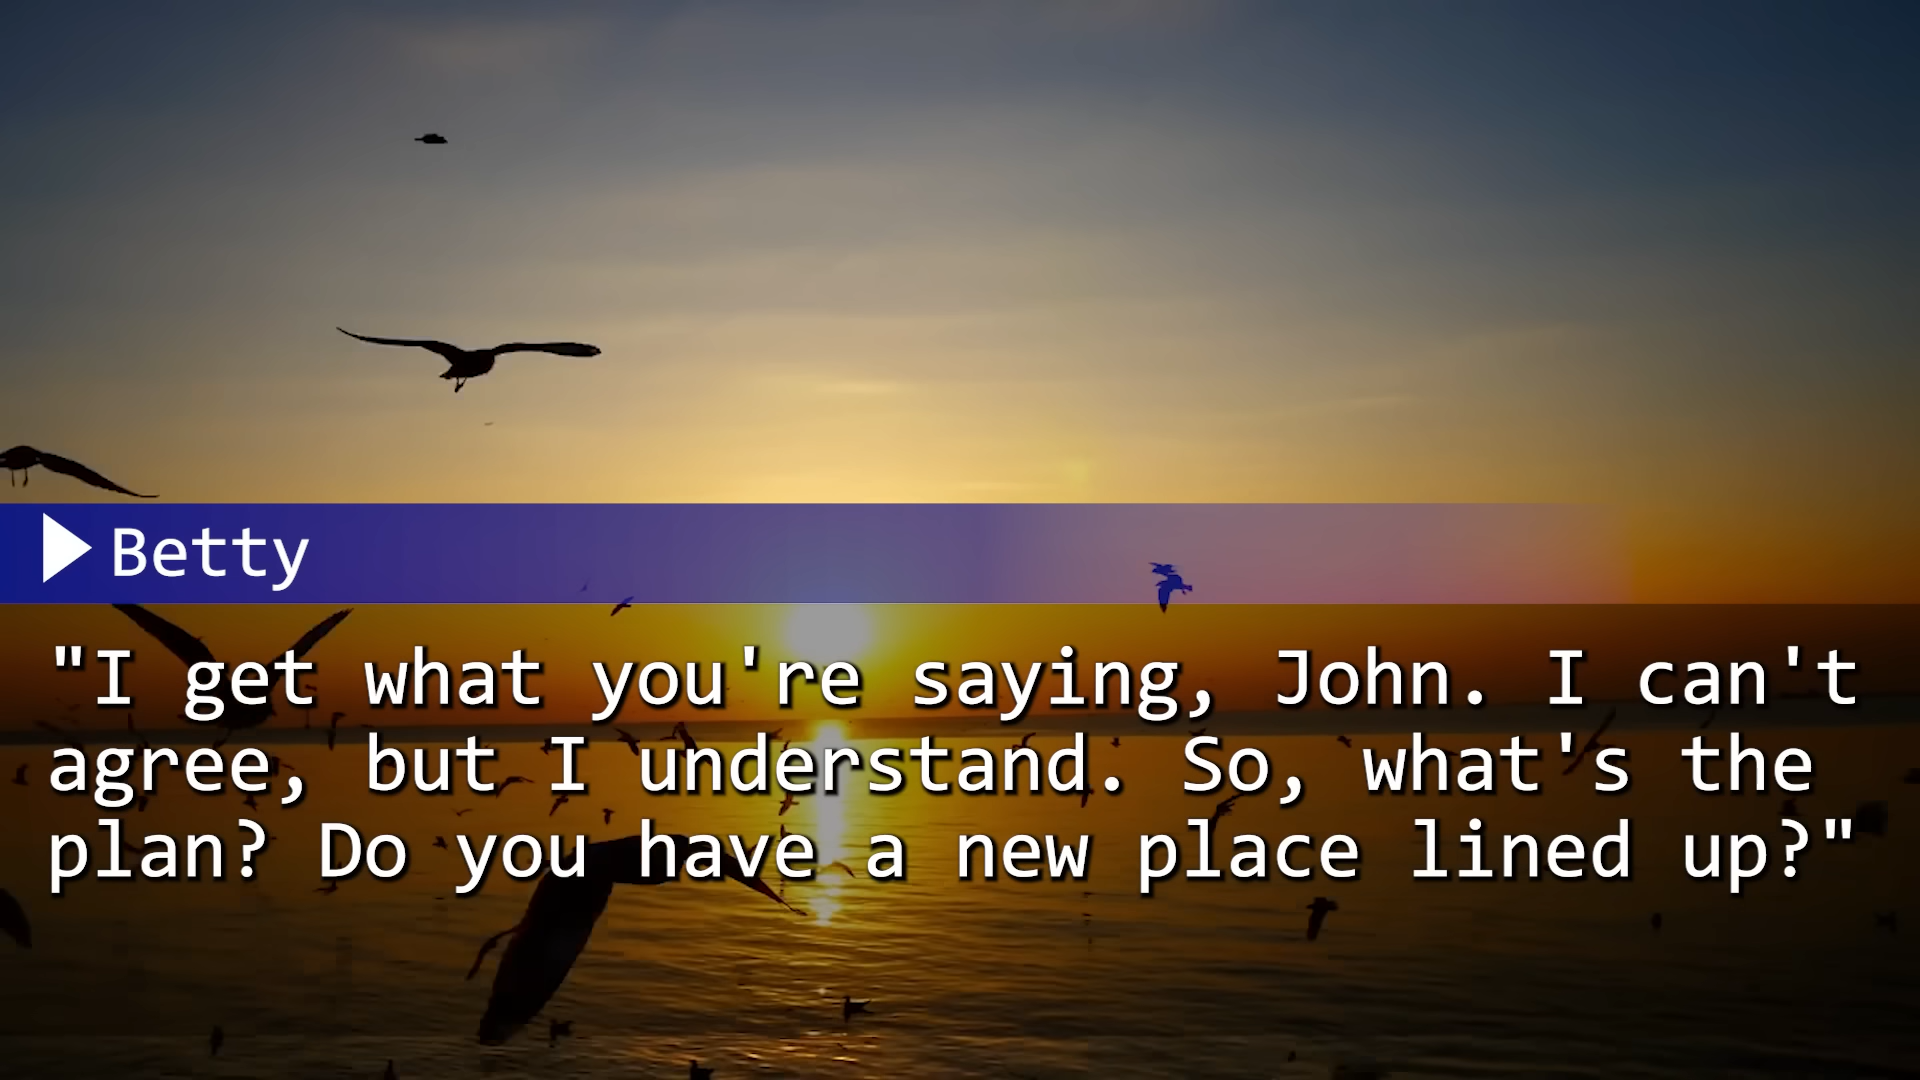 Betty
"I get what you're saying, John. I can't
agree, but I understand. So, what's the
plan? Do you have a new place lined up?"